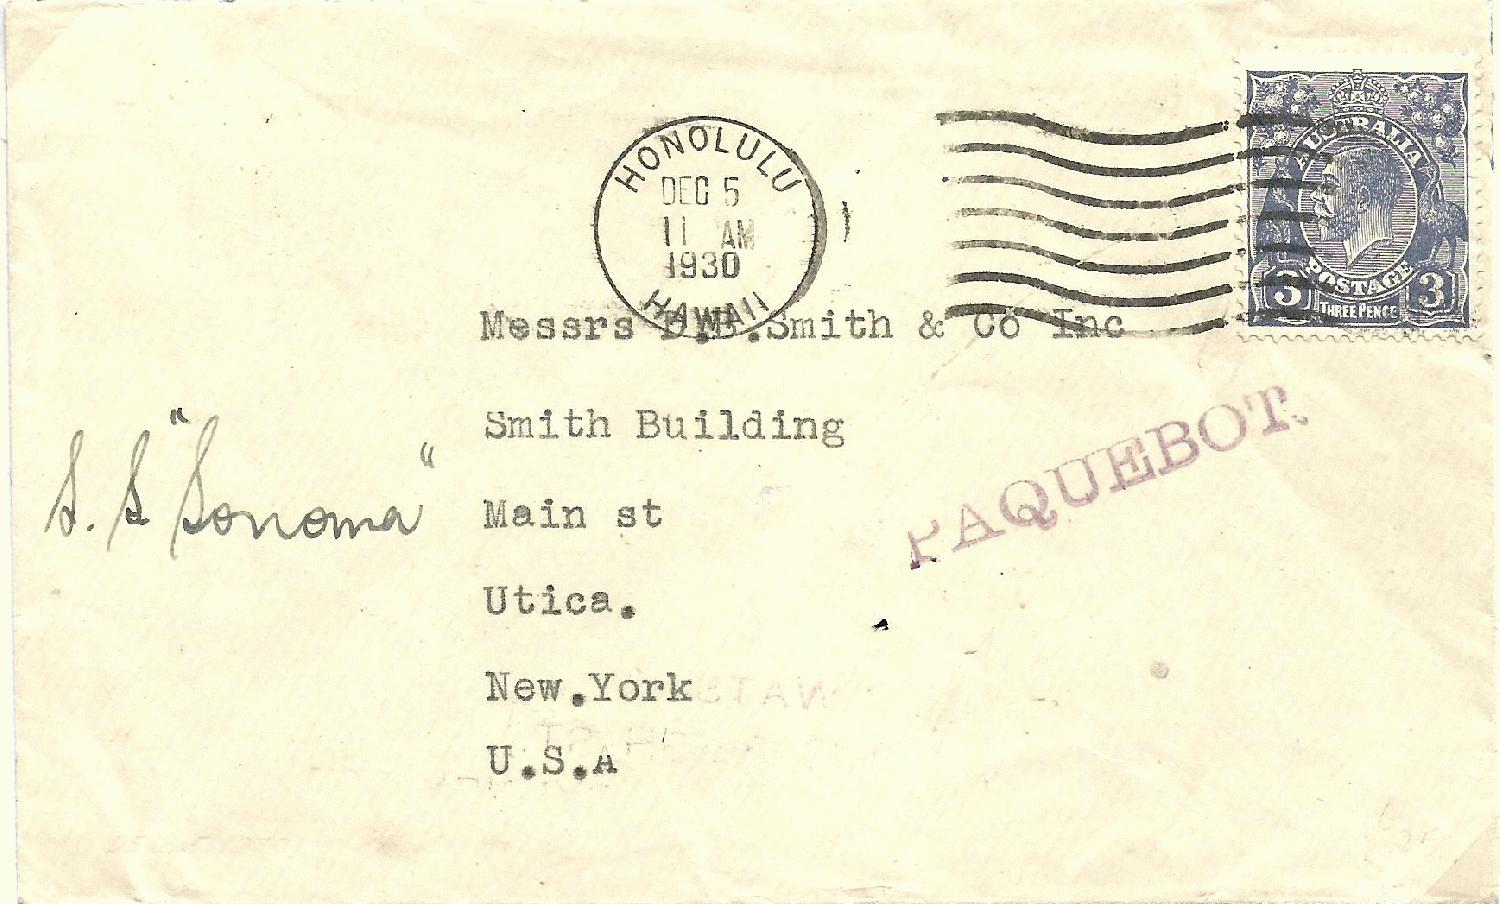 HONOLULU
DEC 5
11 AM
1930
HAWAII
AUSTRALIA
POSTAGE
3 THREE PENCE 3
Messrs Smith & Co Inc
Smith Building
PAQUEBOT.
S.S "Sonoma"
Main st
Utica.
New.York
U.S.A